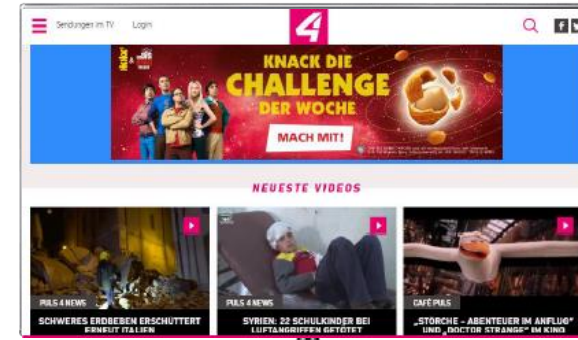 Sendungen im TV Login 4
KNACK DIE
CHALLENGE
DER WOCHE
MACH MIT!
NEUESTE VIDEOS
PULS 4 NEWS
SCHWERES ERDBEBEN ERSCHÜTTERT
ERNEUT ITALIEN
PULS 4 NEWS
SYRIEN: 22 SCHULKINDER BEI
LUFTANGRIFFEN GETÖTET
CAFÉ PULS
„STÖRCHE - ABENTEUER IM ANFLUG"
UND „DOCTOR STRANGE" IM KINO